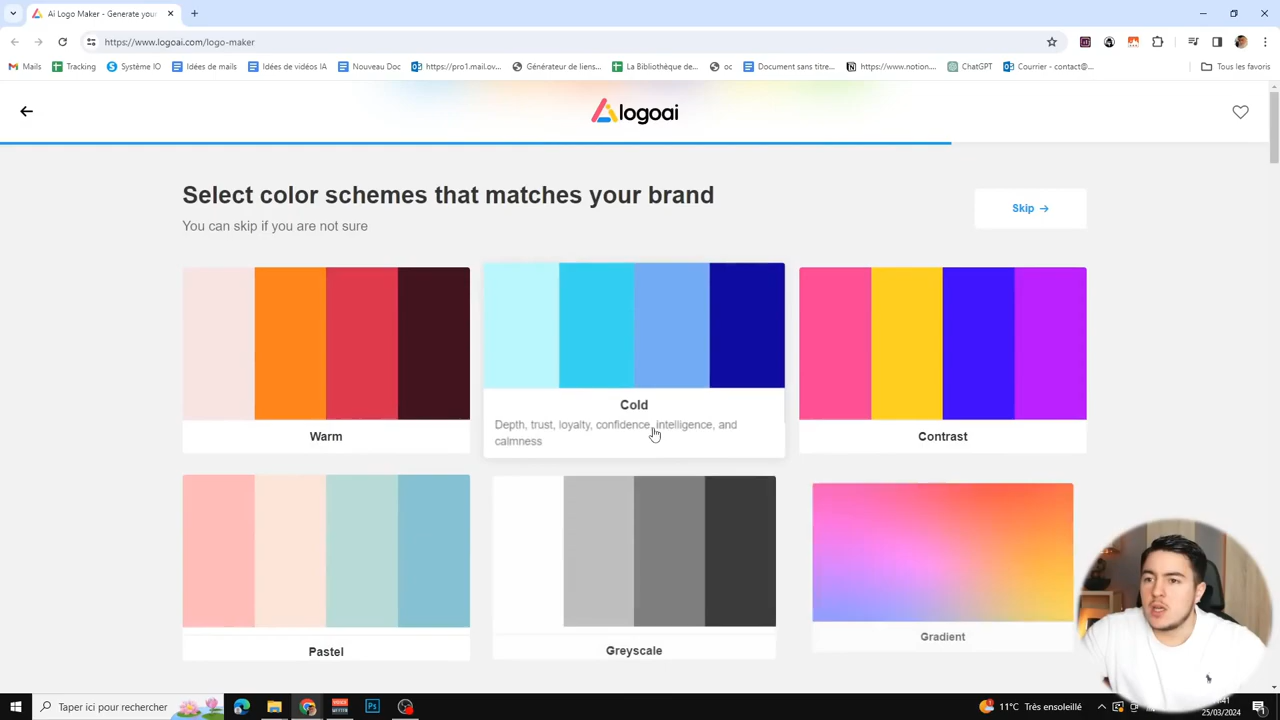 Ai Logo Maker - Generate your
https://www.logoai.com/logo-maker
Mails
Tracking
Système IO
Idées de mails
Idées de vidéos IA
Nouveau Doc
https://pro1.mail.ov...
Générateur de liens...
La Bibliothèque de...
oc
Document sans titre...
https://www.notion...
ChatGPT
Courrier - contact@...
Tous les favoris
logoai
Select color schemes that matches your brand
You can skip if you are not sure
Skip →
Warm
Cold
Depth, trust, loyalty, confidence, intelligence, and
calmness
Contrast
Pastel
Greyscale
Gradient
Taper ici pour rechercher
11°C Très ensoleillé
25/03/2024